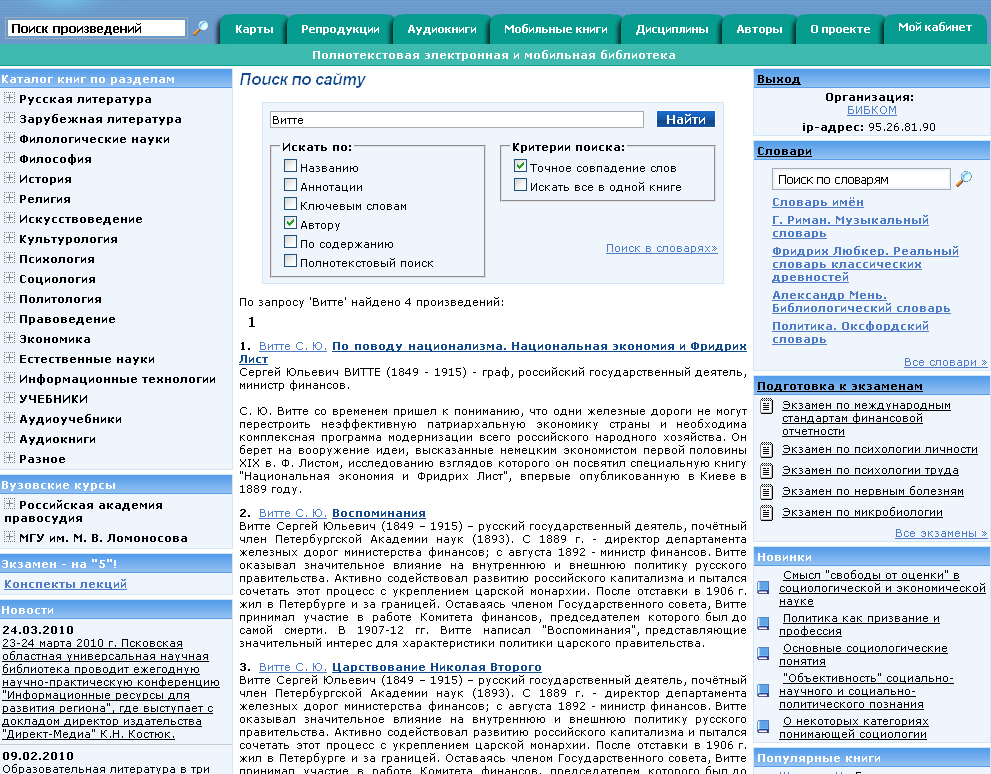 Поиск произведений
Карты
Репродукции
Аудиокниги
Мобильные книги
Дисциплины
Авторы
О проекте
Мой кабинет
Полнотекстовая электронная и мобильная библиотека
Каталог книг по разделам
Русская литература
Зарубежная литература
Филологические науки
Философия
История
Религия
Искусствоведение
Культурология
Психология
Социология
Политология
Правоведение
Экономика
Естественные науки
Информационные технологии
УЧЕБНИКИ
Аудиоучебники
Аудиокниги
Разное
Вузовские курсы
Российская академия
правосудия
МГУ им. М. В. Ломоносова
Экзамен - на "5"!
Конспекты лекций
Новости
24.03.2010
23-24 марта 2010 г. Псковская
областная универсальная научная
библиотека проводит ежегодную
научно-практическую конференцию
"Информационные ресурсы для
развития региона", где выступает с
докладом директор издательства
"Директ-Медиа" К.Н. Костюк.
09.02.2010
Образовательная литература в три
Поиск по сайту
Витте
Найти
Искать по:
Названию
Аннотации
Ключевым словам
Автору
По содержанию
Полнотекстовый поиск
Критерии поиска:
Точное совпадение слов
Искать все в одной книге
Поиск в словарях»
По запросу 'Витте' найдено 4 произведений:
1
1. Витте С. Ю. По поводу национализма. Национальная экономия и Фридрих
Лист
Сергей Юльевич ВИТТЕ (1849 - 1915) - граф, российский государственный деятель,
министр финансов.
С. Ю. Витте со временем пришел к пониманию, что одни железные дороги не могут
перестроить неэффективную патриархальную экономику страны и необходима
комплексная программа модернизации всего российского народного хозяйства. Он
берет на вооружение идеи, высказанные немецким экономистом первой половины
XIX в. Ф. Листом, исследованию взглядов которого он посвятил специальную книгу
"Национальная экономия и Фридрих Лист", впервые опубликованную в Киеве в
1889 году.
2. Витте С. Ю. Воспоминания
Витте Сергей Юльевич (1849 – 1915) – русский государственный деятель, почётный
член Петербургской Академии наук (1893). С 1889 г. - директор департамента
железных дорог министерства финансов; с августа 1892 - министр финансов. Витте
оказывал значительное влияние на внутреннюю и внешнюю политику русского
правительства. Активно содействовал развитию российского капитализма и пытался
сочетать этот процесс с укреплением царской монархии. После отставки в 1906 г.
жил в Петербурге и за границей. Оставаясь членом Государственного совета, Витте
принимал участие в работе Комитета финансов, председателем которого был до
самой смерти. В 1907-12 гг. Витте написал "Воспоминания", представляющие
значительный интерес для характеристики политики царского правительства.
3. Витте С. Ю. Царствование Николая Второго
Витте Сергей Юльевич (1849 – 1915) – русский государственный деятель, почётный
член Петербургской Академии наук (1893). С 1889 г. - директор департамента
железных дорог министерства финансов; с августа 1892 - министр финансов. Витте
оказывал значительное влияние на внутреннюю и внешнюю политику русского
правительства. Активно содействовал развитию российского капитализма и пытался
сочетать этот процесс с укреплением царской монархии. После отставки в 1906 г.
жил в Петербурге и за границей. Оставаясь членом Государственного совета, Витте
принимал участие в работе Комитета финансов, председателем которого был до
Выход
Организация:
БИБКОМ
ip-адрес: 95.26.81.90
Словари
Поиск по словарям
Словарь имён
Г. Риман. Музыкальный
словарь
Фридрих Любкер. Реальный
словарь классических
древностей
Александр Мень.
Библиологический словарь
Политика. Оксфордский
словарь
Все словари »
Подготовка к экзаменам
Экзамен по международным
стандартам финансовой
отчетности
Экзамен по психологии личности
Экзамен по психологии труда
Экзамен по нервным болезням
Экзамен по микробиологии
Все экзамены »
Новинки
Смысл "свободы от оценки" в
социологической и экономической
науке
Политика как призвание и
профессия
Основные социологические
понятия
"Объективность" социально-
научного и социально-
политического познания
О некоторых категориях
понимающей социологии
Популярные книги